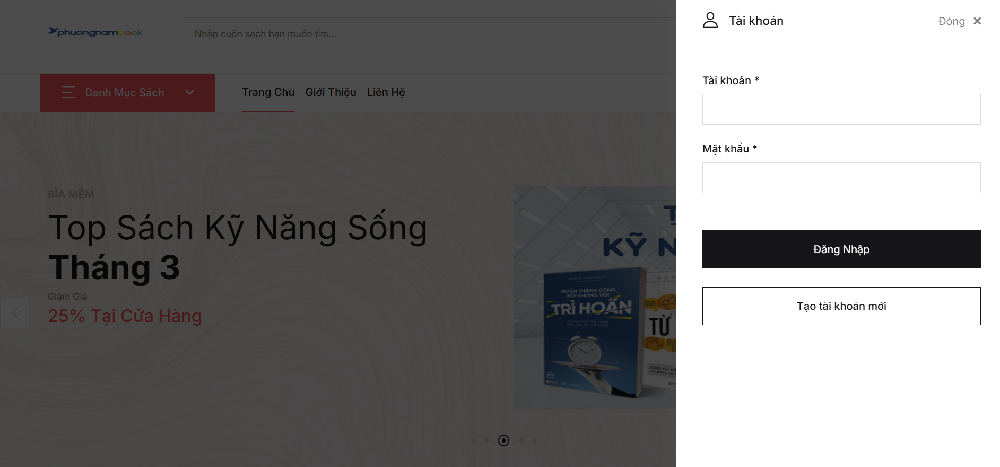 phuongnambook
Nhập cuốn sách bạn muốn tìm...
Tài khoản
Đóng ×
Danh Mục Sách
Trang Chủ Giới Thiệu Liên Hệ
Tài khoản *
Mật khẩu *
Đăng Nhập
Tạo tài khoản mới
BÌA MỀM
Top Sách Kỹ Năng Sống
Tháng 3
Giảm Giá
25% Tại Cửa Hàng
KỸ N
MUỐN THÀNH CÔNG
NÓI KHÔNG VỚI
TRÌ HOÃN
TỪ